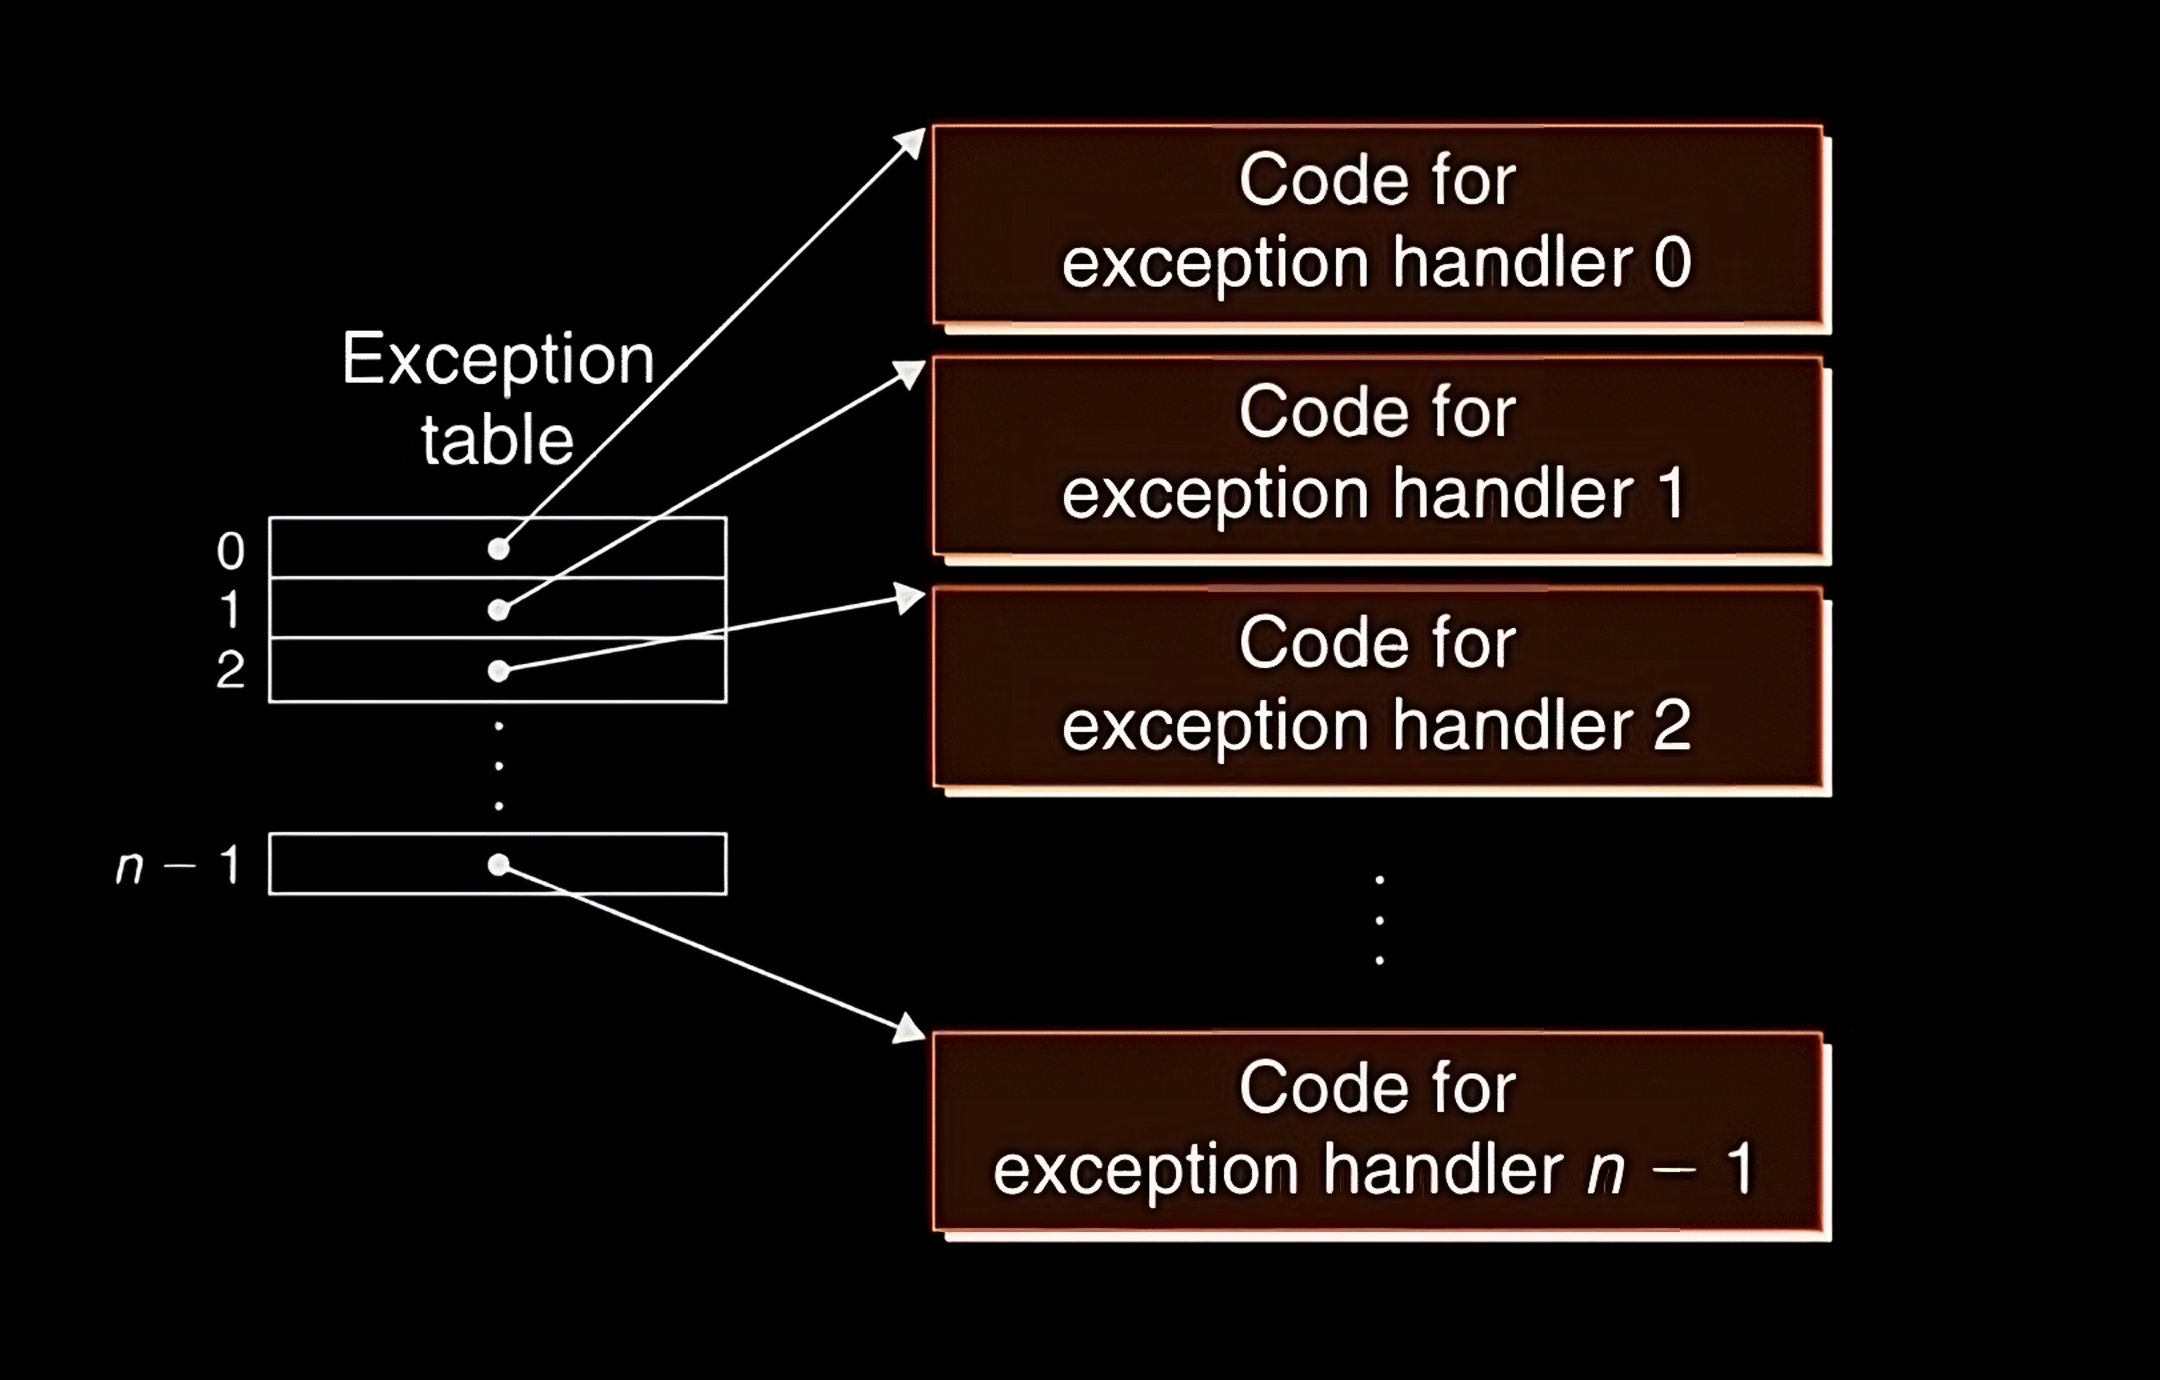 Exception
table
0
1
2
n – 1
Code for
exception handler 0
Code for
exception handler 1
Code for
exception handler 2
Code for
exception handler n – 1